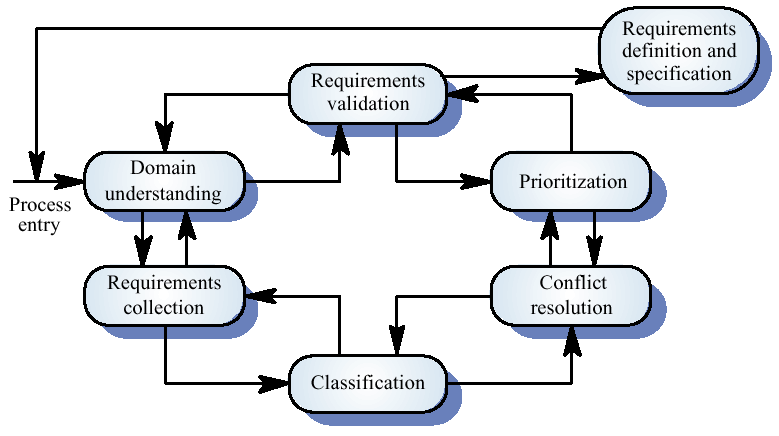 Requirements
definition and
specification
Requirements
validation
Domain
understanding
Prioritization
Process
entry
Requirements
collection
Conflict
resolution
Classification